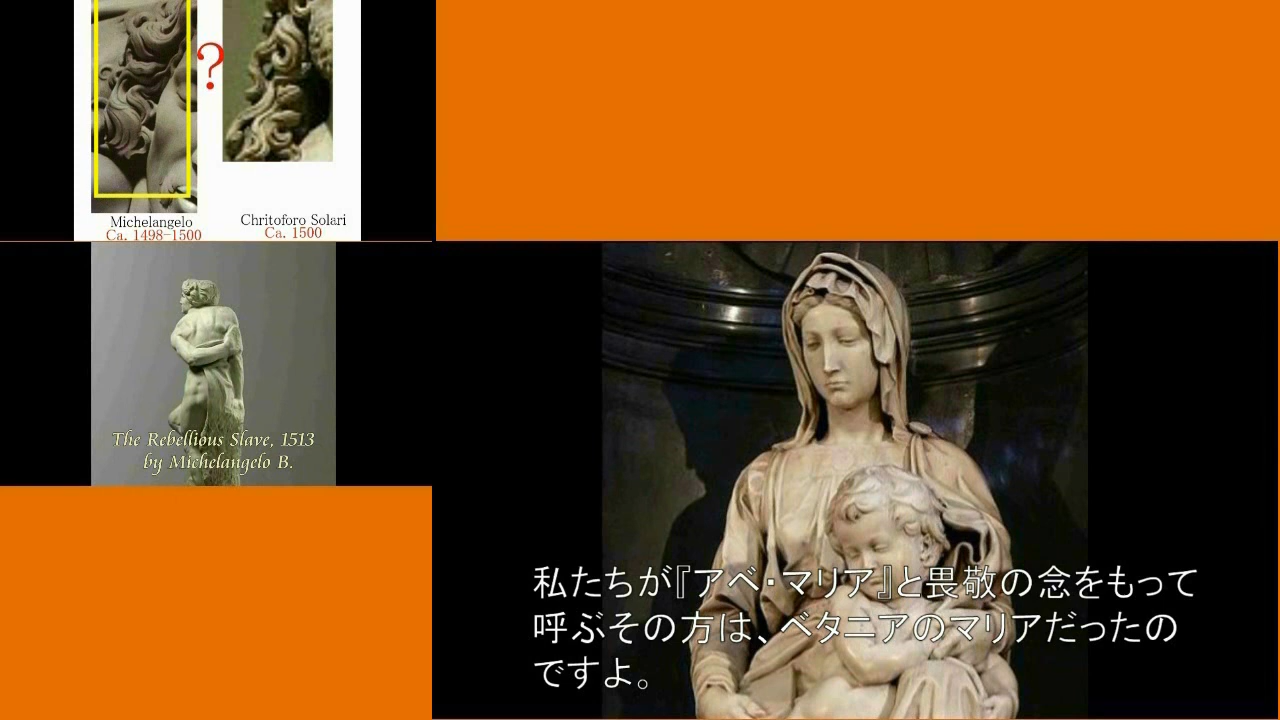 ?
Michelangelo
Ca. 1498-1500
Chritoforo Solari
Ca. 1500
The Rebellious Slave, 1513
by Michelangelo B.
私たちが『アベ・マリア』と畏敬の念をもって
呼ぶその方は、ベタニアのマリアだったの
ですよ。